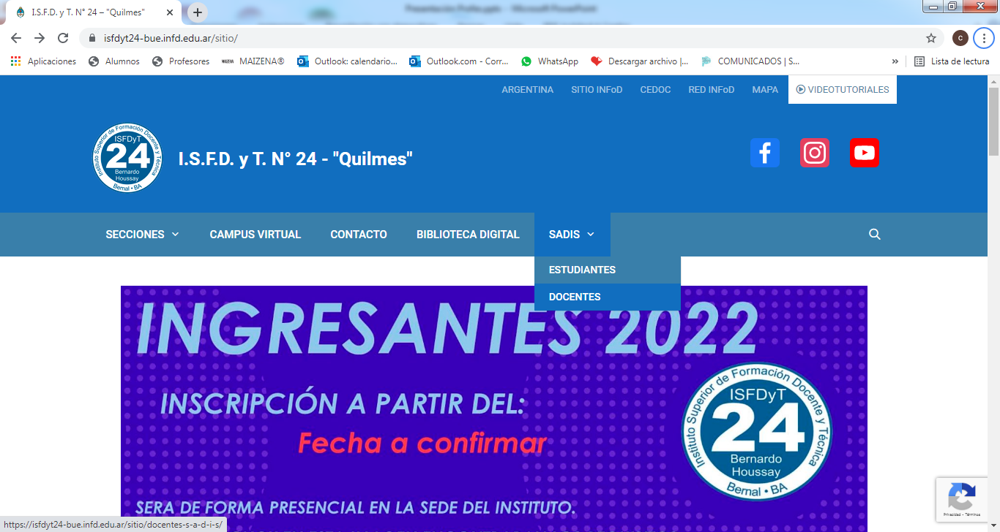 Presentación Profes.pptx - Microsoft PowerPoint
I.S.F.D. y T. N° 24 – "Quilmes"
isfdyt24-bue.infd.edu.ar/sitio/
C
Aplicaciones
Alumnos
Profesores
MAIZENA®
Outlook: calendario...
Outlook.com - Corr...
WhatsApp
Descargar archivo |...
COMUNICADOS | S...
»
Lista de lectura
ARGENTINA
SITIO INFoD
CEDOC
RED INFoD
MAPA
VIDEOTUTORIALES
Instituto Superior de Formación Docente y Técnica
ISFDyT
24
Bernardo
Houssay
Bernal • BA
I.S.F.D. y T. N° 24 - "Quilmes"
SECCIONES
CAMPUS VIRTUAL
CONTACTO
BIBLIOTECA DIGITAL
SADIS
ESTUDIANTES
DOCENTES
INGRESANTES 2022
INSCRIPCIÓN A PARTIR DEL:
Fecha a confirmar
Instituto Superior de Formación Docente y Técnica
ISFDyT
24
Bernardo
Houssay
Bernal • BA
SERA DE FORMA PRESENCIAL EN LA SEDE DEL INSTITUTO.
Privacidad - Términos
https://isfdyt24-bue.infd.edu.ar/sitio/docentes-s-a-d-i-s/